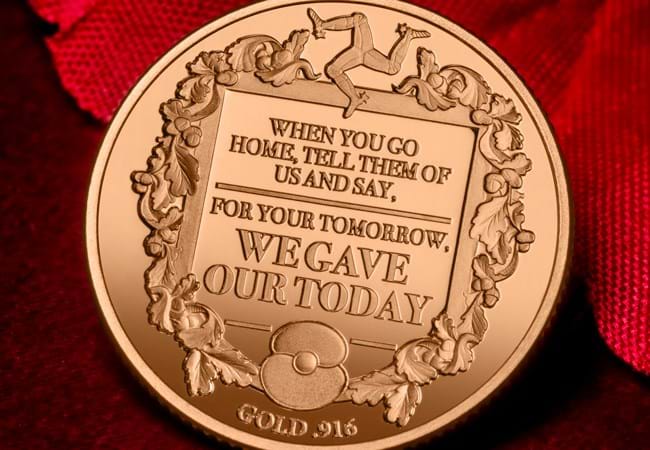 WHEN YOU GO
HOME, TELL THEM OF
US AND SAY,
FOR YOUR TOMORROW,
WE GAVE
OUR TODAY
GOLD .916